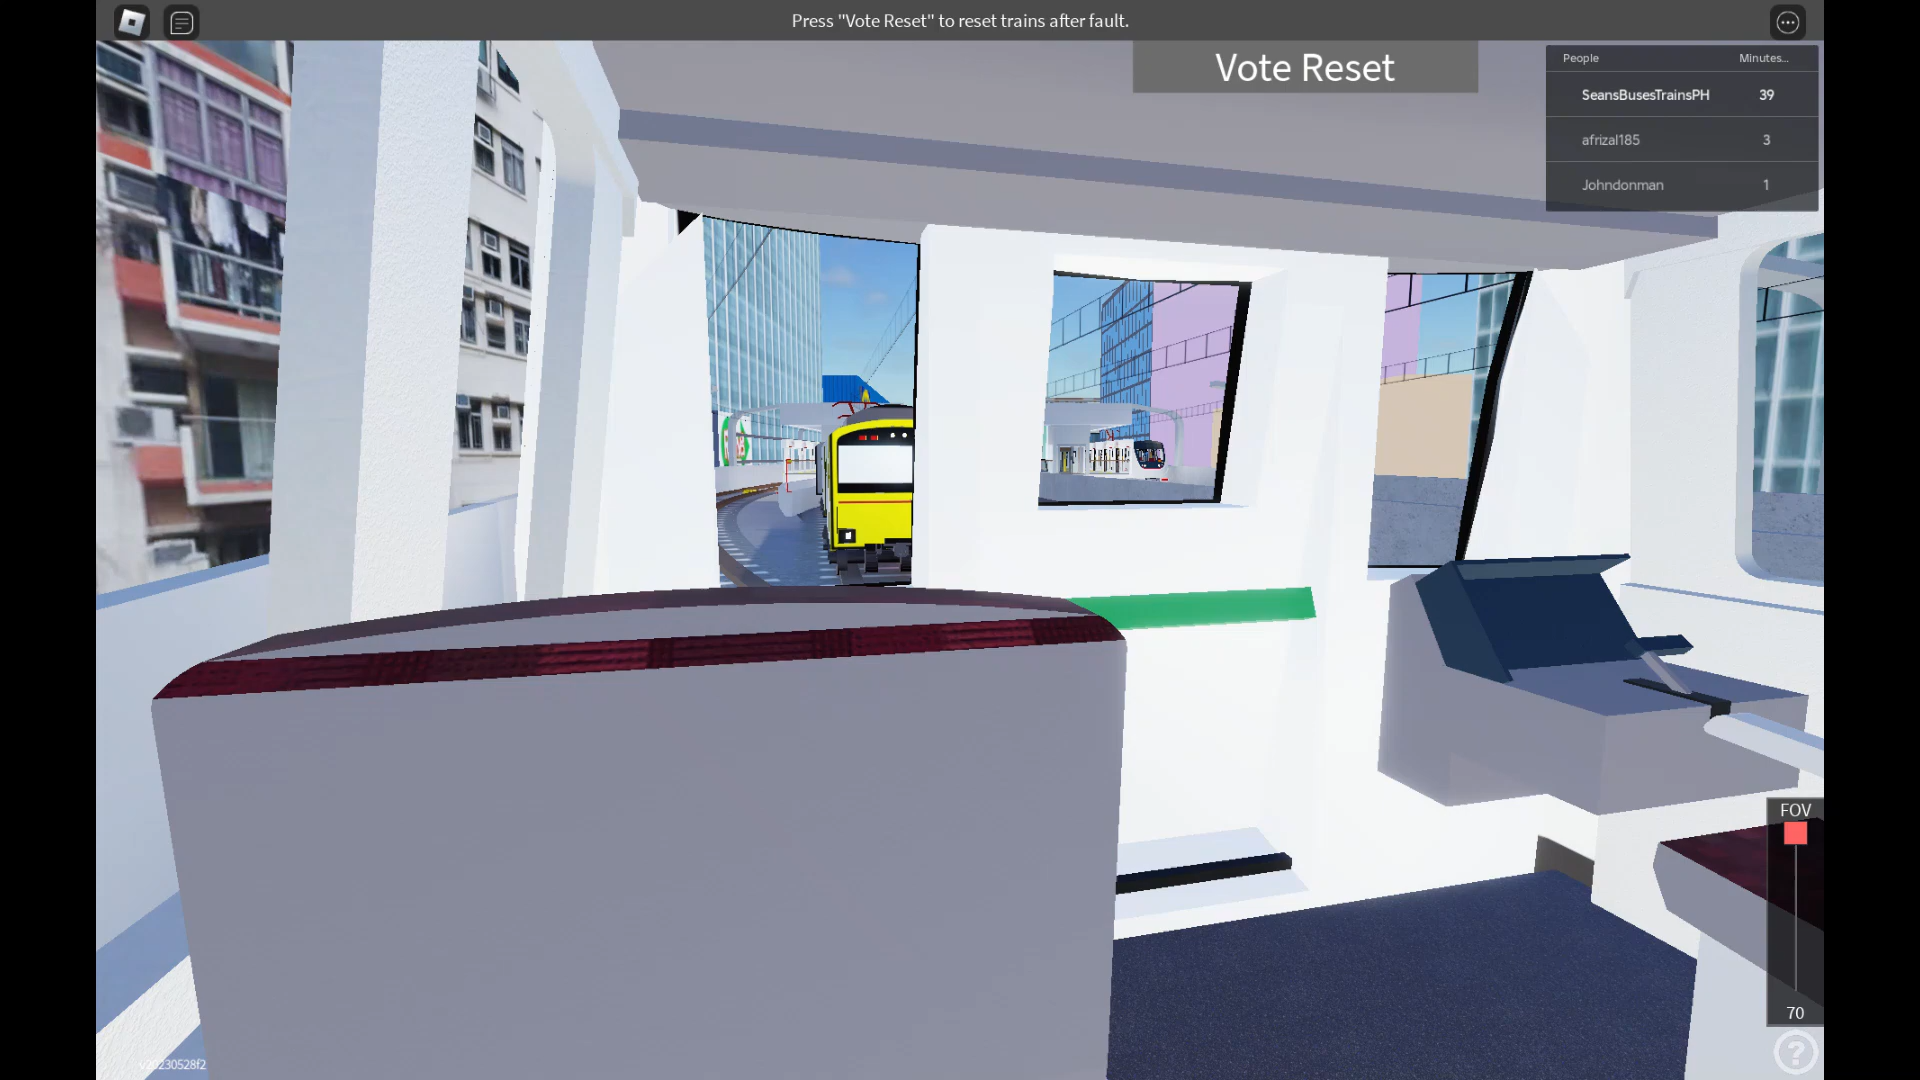 Press "Vote Reset" to reset trains after fault.
Vote Reset
People Minutes...
SeansBusesTrainsPH 39
afrizal185 3
Johndonman 1
FOV
70
v20230528f2